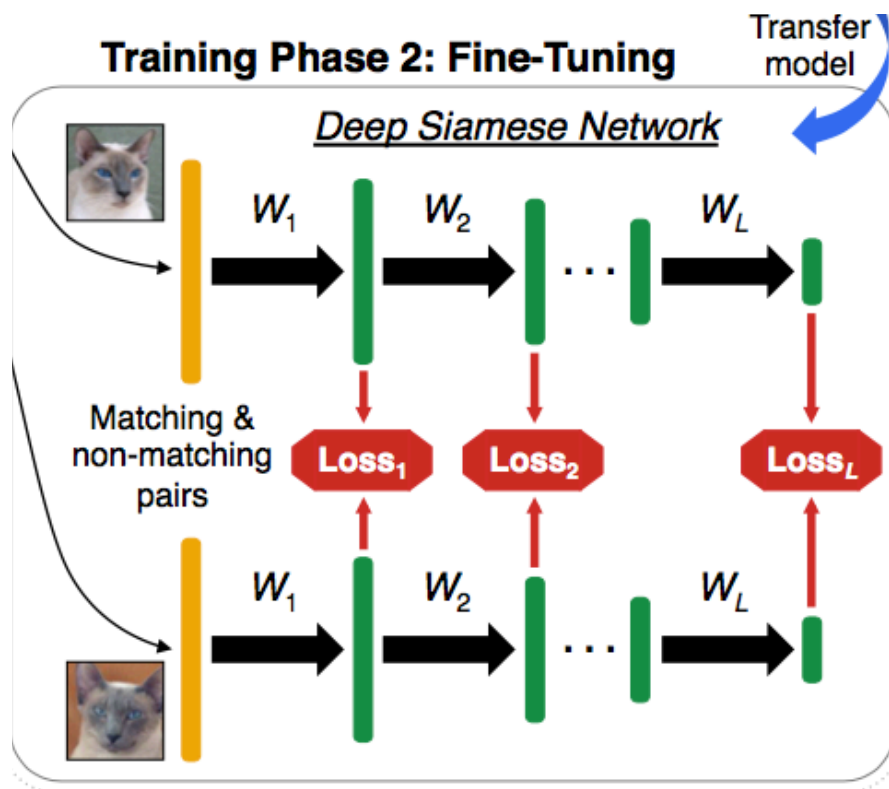 Transfer
model
Training Phase 2: Fine-Tuning
Deep Siamese Network
W1 W2 WL
. . .
Matching &
non-matching
pairs
Loss1 Loss2 LossL
W1 W2 WL
. . .